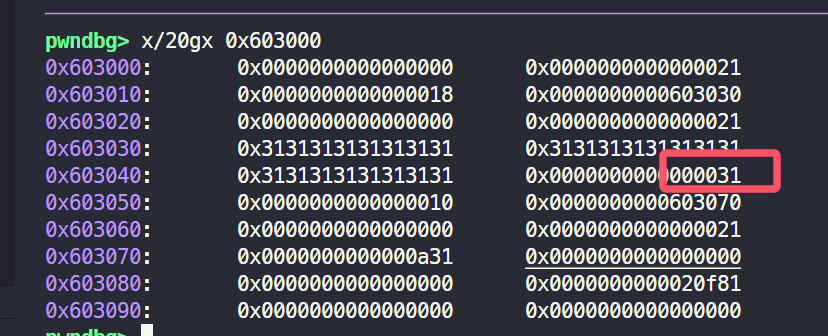 pwndbg> x/20gx 0x603000
0x603000: 0x0000000000000000 0x0000000000000021
0x603010: 0x0000000000000018 0x0000000000603030
0x603020: 0x0000000000000000 0x0000000000000021
0x603030: 0x3131313131313131 0x3131313131313131
0x603040: 0x3131313131313131 0x0000000000000031
0x603050: 0x0000000000000010 0x0000000000603070
0x603060: 0x0000000000000000 0x0000000000000021
0x603070: 0x0000000000000a31 0x0000000000000000
0x603080: 0x0000000000000000 0x0000000000020f81
0x603090: 0x0000000000000000 0x0000000000000000
pwndbg>